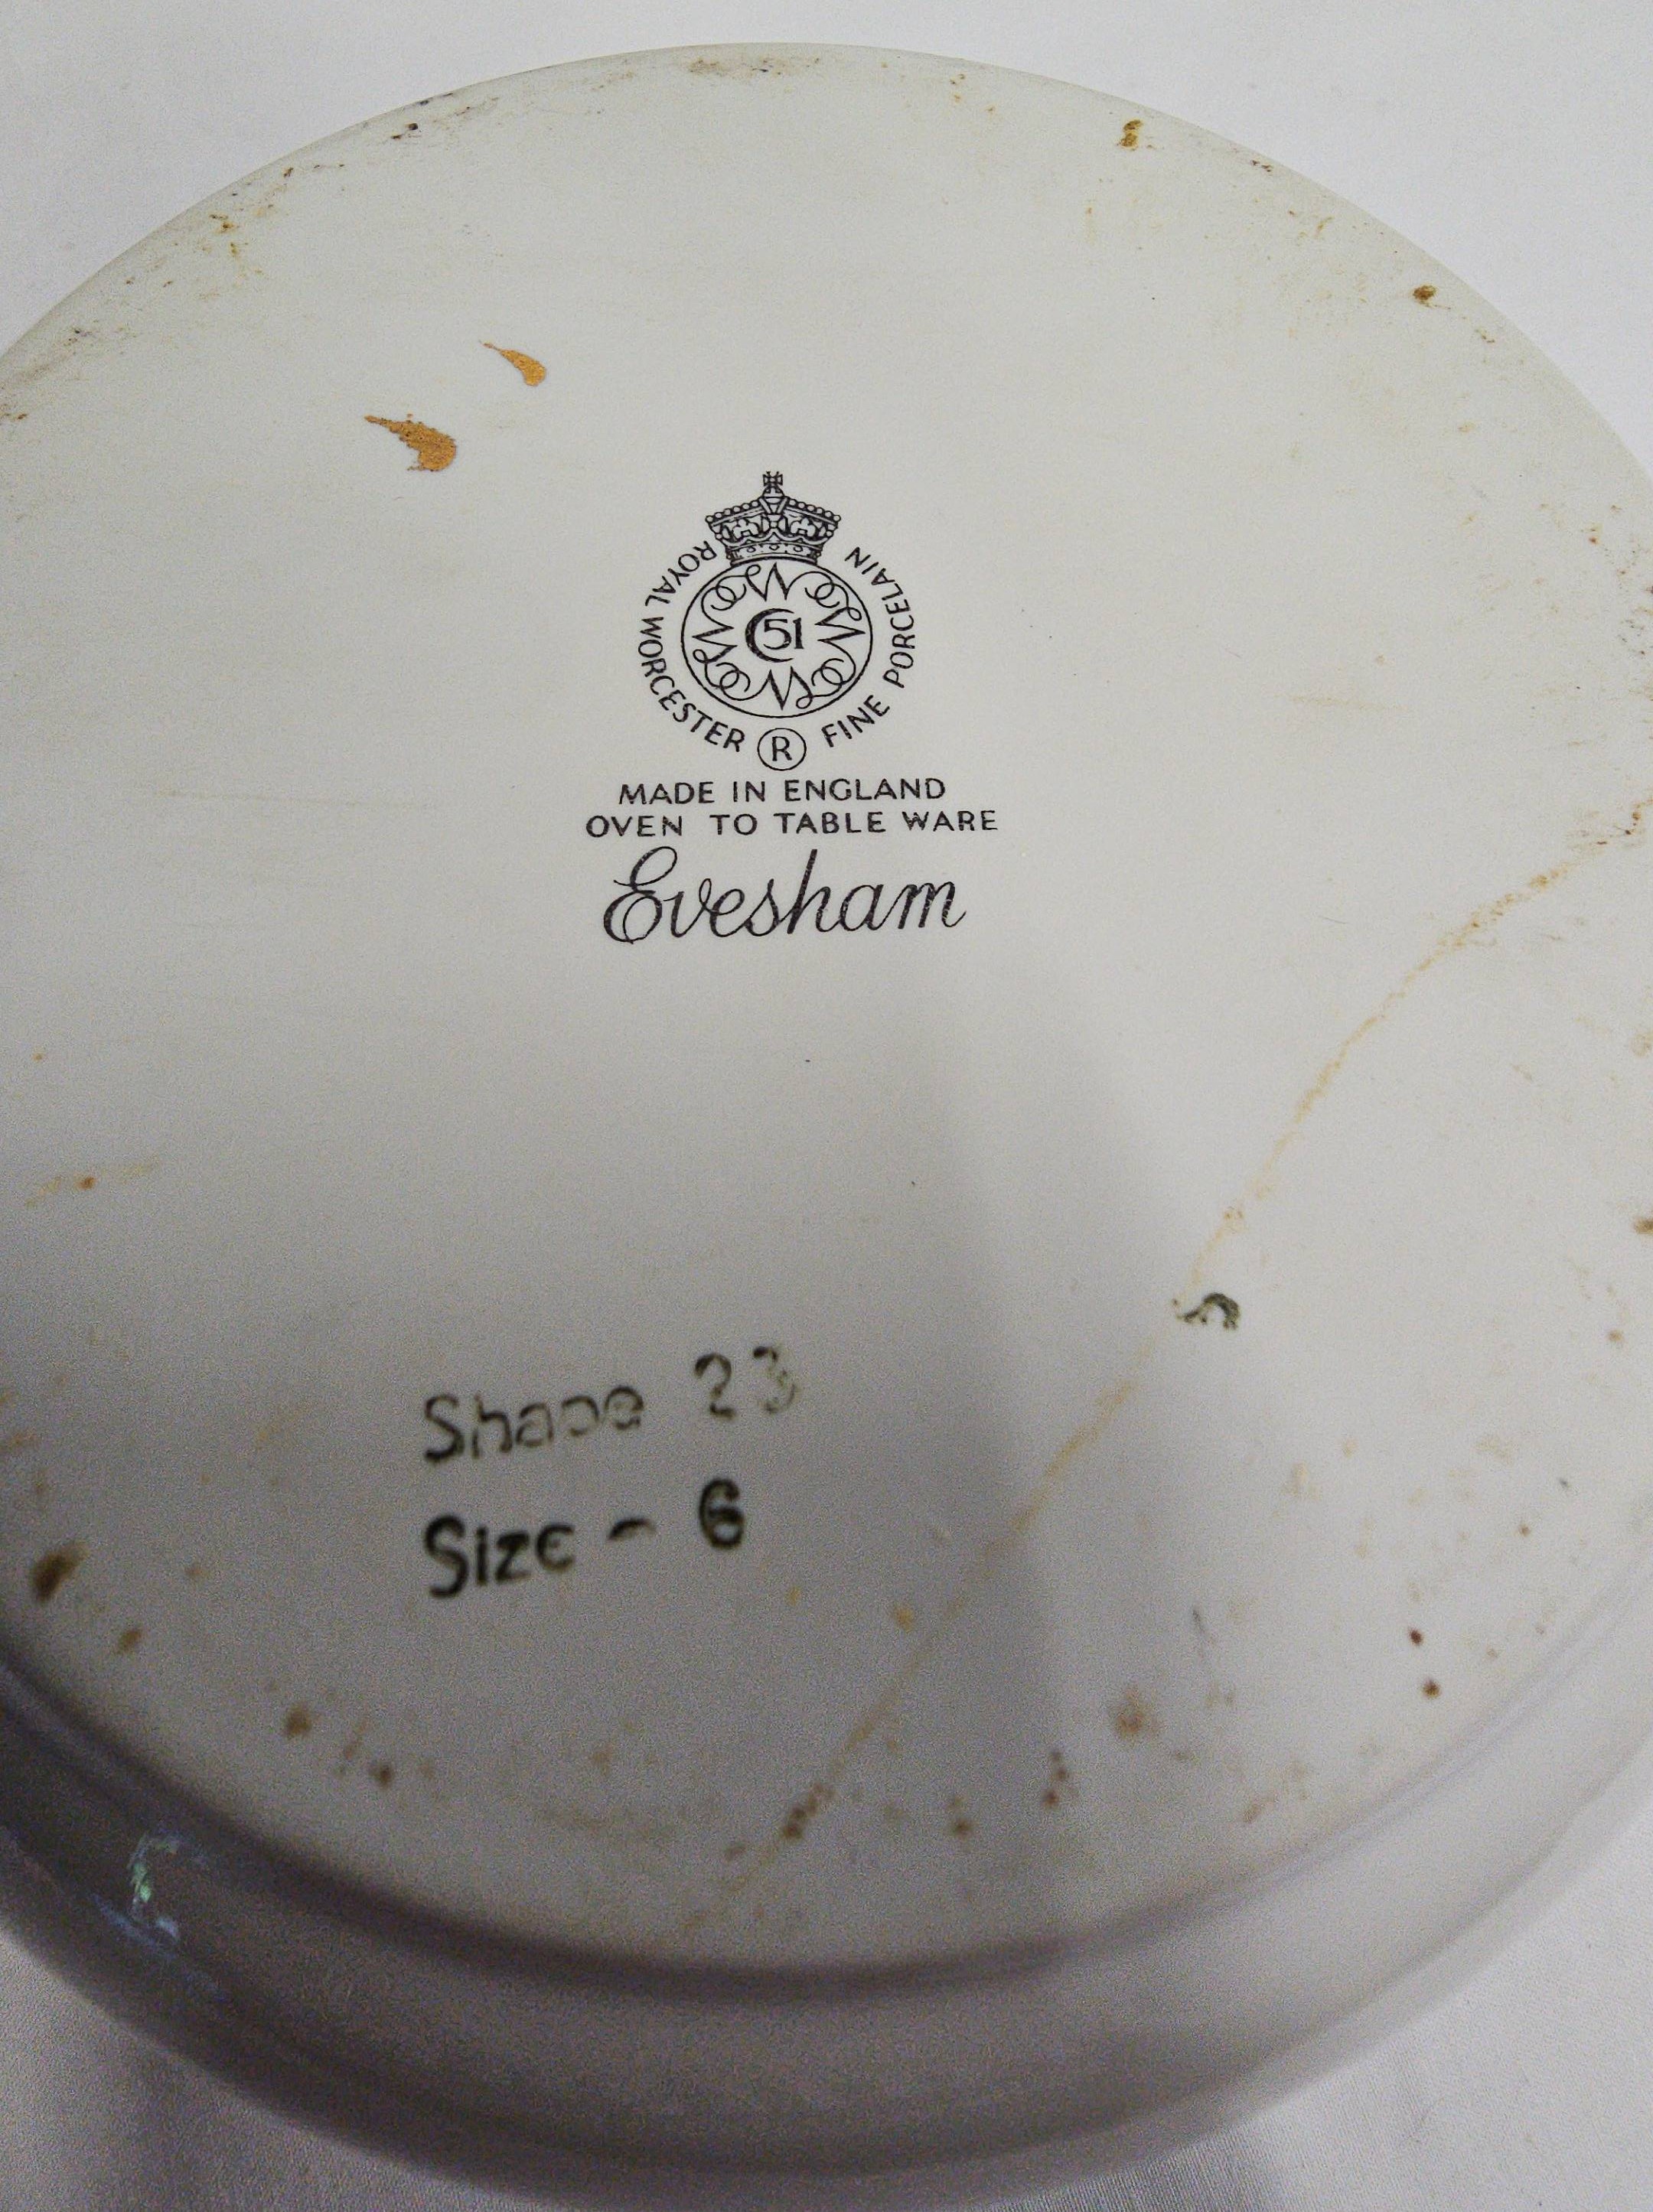 ROYAL WORCESTER ® FINE PORCELAIN
51
MADE IN ENGLAND
OVEN TO TABLE WARE
Evesham
Shape 23
Size - 6